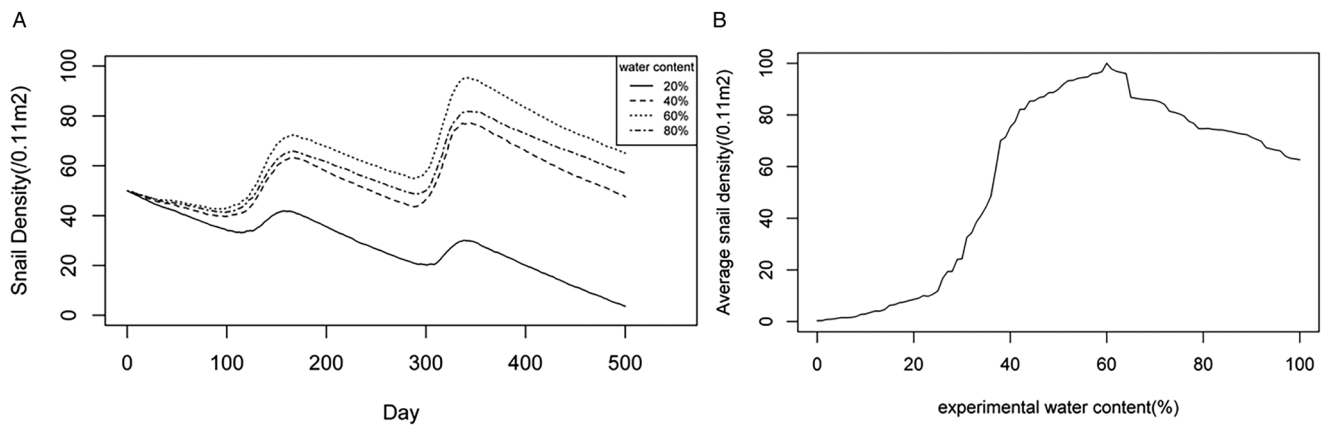 A
Snail Density(/0.11m2)
100
80
60
40
20
0
water content
20%
40%
60%
80%
0 100 200 300 400 500
Day
B
Average snail density(/0.11m2)
100
80
60
40
20
0
0 20 40 60 80 100
experimental water content(%)